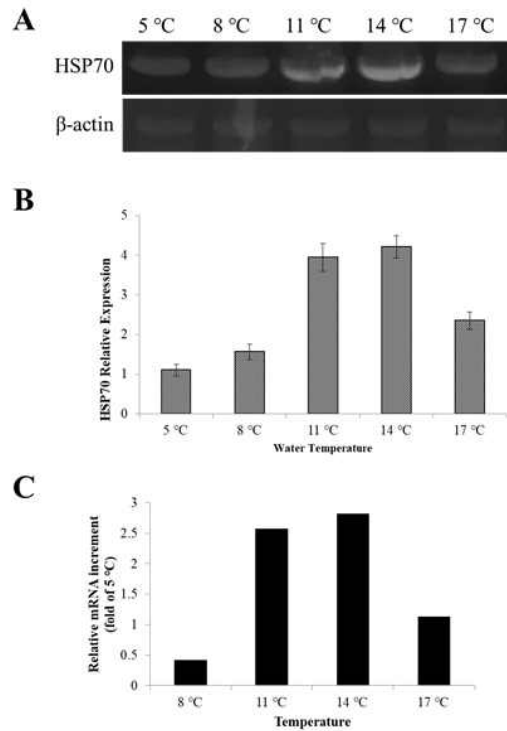 A
5 °C 8 °C 11 °C 14 °C 17 °C
HSP70
β-actin
B
HSP70 Relative Expression
5
4
3
2
1
0
5 °C 8 °C 11 °C 14 °C 17 °C
Water Temperature
C
Relative mRNA increment
(fold of 5 °C)
3
2.5
2
1.5
1
0.5
0
8 °C 11 °C 14 °C 17 °C
Temperature